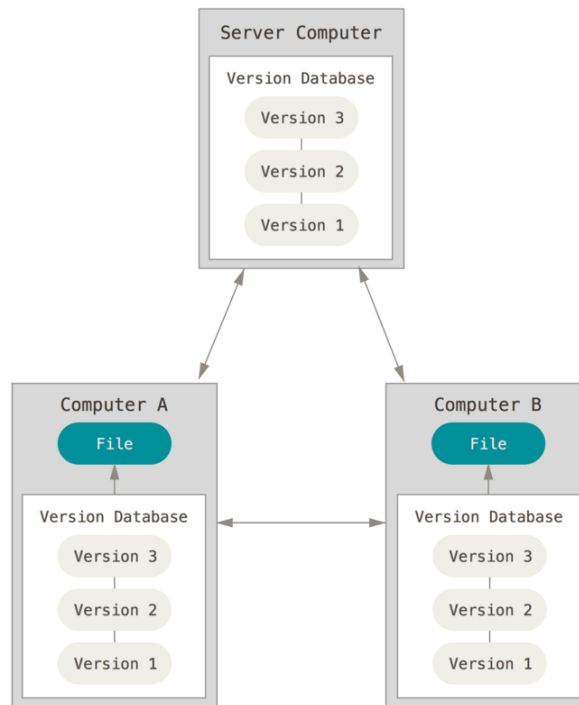 Server Computer
Version Database
Version 3
Version 2
Version 1
Computer A
File
Version Database
Version 3
Version 2
Version 1
Computer B
File
Version Database
Version 3
Version 2
Version 1